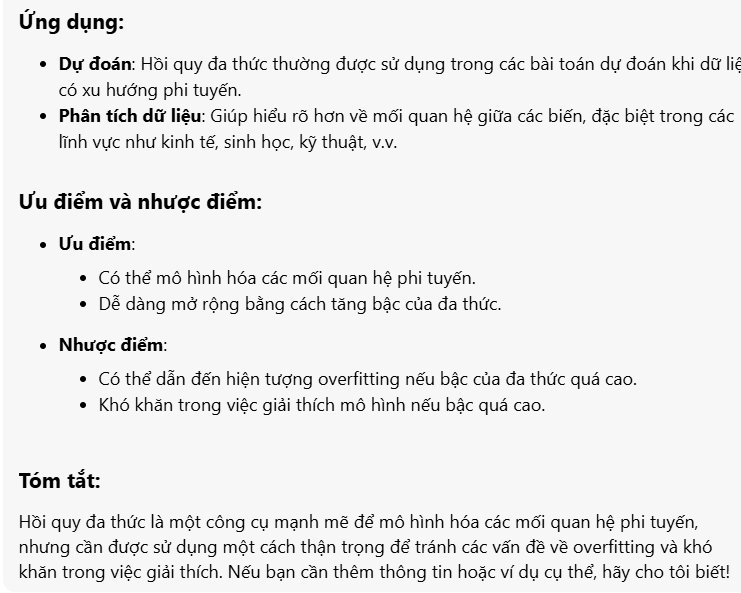 Ứng dụng:
Dự đoán: Hồi quy đa thức thường được sử dụng trong các bài toán dự đoán khi dữ
có xu hướng phi tuyến.
Phân tích dữ liệu: Giúp hiểu rõ hơn về mối quan hệ giữa các biến, đặc biệt trong các
lĩnh vực như kinh tế, sinh học, kỹ thuật, v.v.
Ưu điểm và nhược điểm:
Ưu điểm:
Có thể mô hình hóa các mối quan hệ phi tuyến.
Dễ dàng mở rộng bằng cách tăng bậc của đa thức.
Nhược điểm:
Có thể dẫn đến hiện tượng overfitting nếu bậc của đa thức quá cao.
Khó khăn trong việc giải thích mô hình nếu bậc quá cao.
Tóm tắt:
Hồi quy đa thức là một công cụ mạnh mẽ để mô hình hóa các mối quan hệ phi tuyến,
nhưng cần được sử dụng một cách thận trọng để tránh các vấn đề về overfitting và khó
khăn trong việc giải thích. Nếu bạn cần thêm thông tin hoặc ví dụ cụ thể, hãy cho tôi biết!